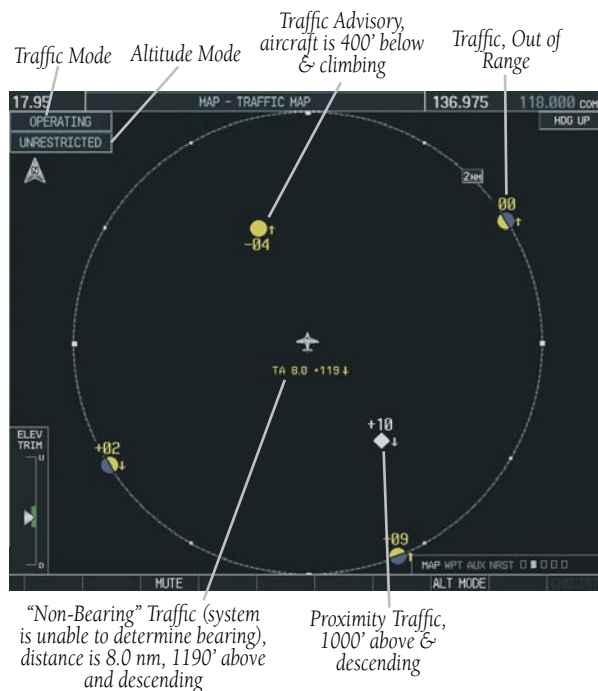 Traffic Advisory,
aircraft is 400' below
& climbing
Traffic, Out of
Range
Traffic Mode
Altitude Mode
17.95
MAP - TRAFFIC MAP
136.975
118.000 COM
OPERATING
HDG UP
UNRESTRICTED
N
2NM
00
↑
↑
-04
TA 8.0 +119↓
+10
↓
ELEV
TRIM
U
+02
↓
D
+09
↑
MAP WPT AUX NRST
MUTE
ALT MODE
"Non-Bearing" Traffic (system
is unable to determine bearing),
distance is 8.0 nm, 1190' above
and descending
Proximity Traffic,
1000' above &
descending